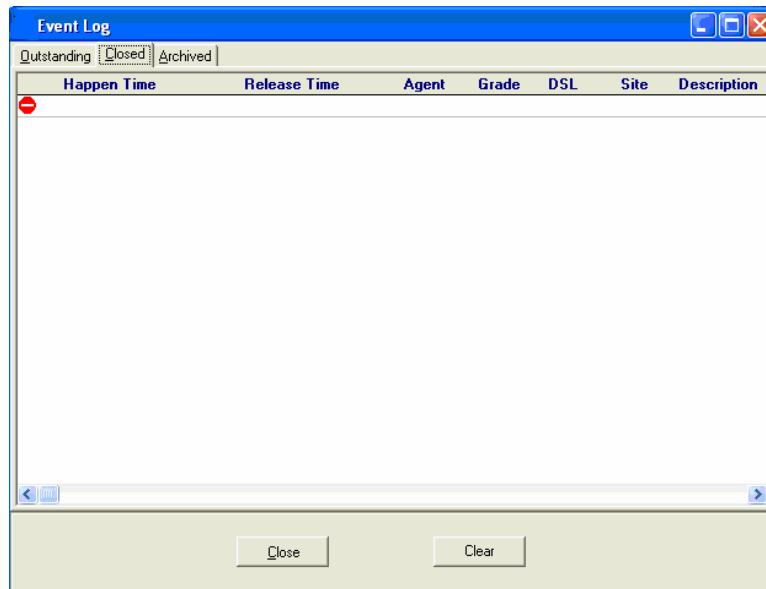 Event Log
Outstanding Closed Archived
Happen Time Release Time Agent Grade DSL Site Description
Close Clear